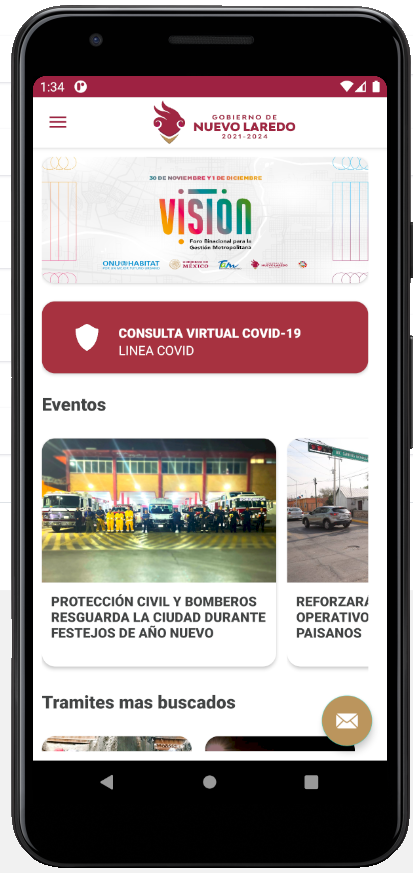 1:34
GOBIERNO DE
NUEVO LAREDO
2021-2024
30 DE NOVIEMBRE Y 1 DE DICIEMBRE
VISIÓN
Foro Binacional para la
Gestión Metropolitana
ONU HABITAT
MÉXICO
Tam
CONSULTA VIRTUAL COVID-19
LINEA COVID
Eventos
PROTECCIÓN CIVIL Y BOMBEROS
RESGUARDA LA CIUDAD DURANTE
FESTEJOS DE AÑO NUEVO
REFORZARÁ
OPERATIVO
PAISANOS
Tramites mas buscados